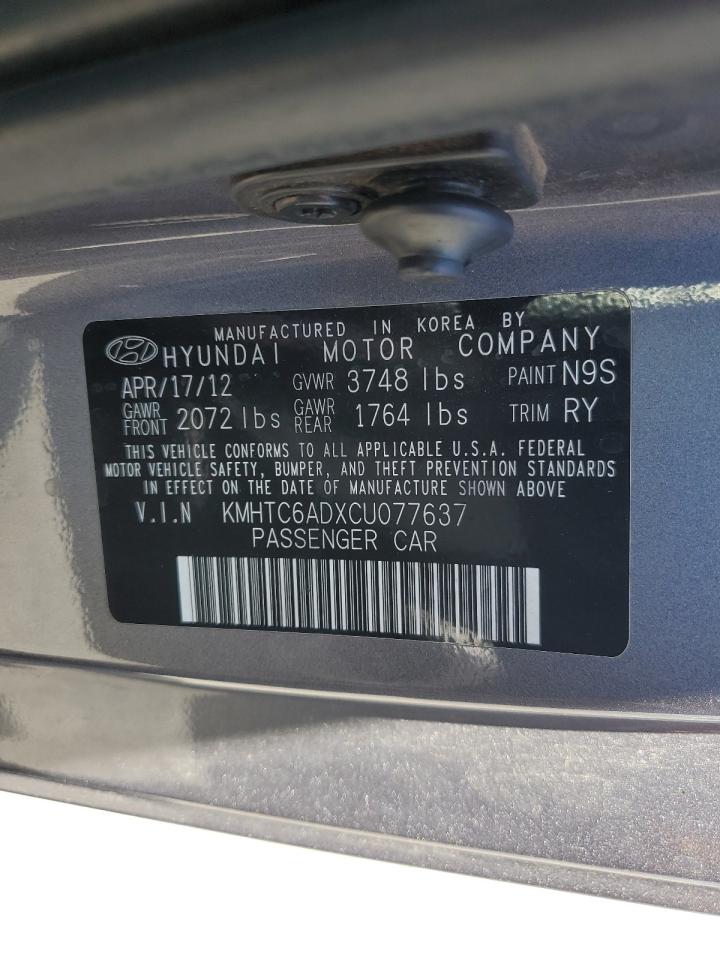 MANUFACTURED IN KOREA BY
HYUNDAI MOTOR COMPANY
APR/17/12 GVWR 3748 lbs PAINT N9S
GAWR FRONT 2072 lbs GAWR REAR 1764 lbs TRIM RY
THIS VEHICLE CONFORMS TO ALL APPLICABLE U.S.A. FEDERAL
MOTOR VEHICLE SAFETY, BUMPER, AND THEFT PREVENTION STANDARDS
IN EFFECT ON THE DATE OF MANUFACTURE SHOWN ABOVE
V.I.N KMHTC6ADXCU077637
PASSENGER CAR